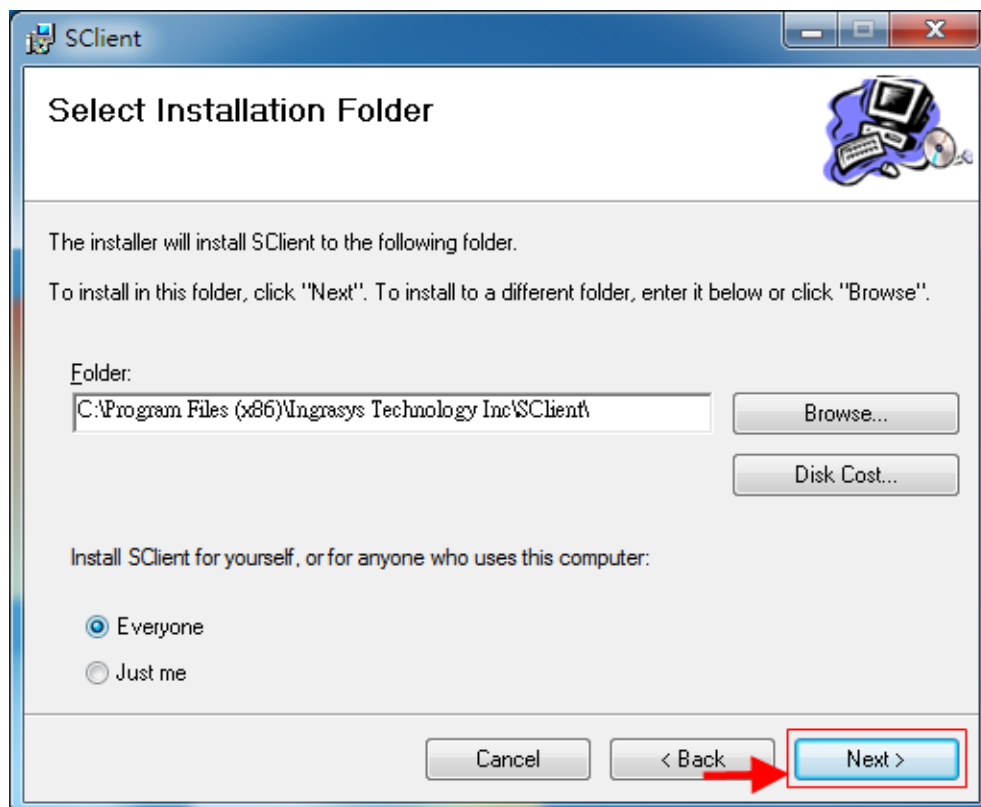 SClient
Select Installation Folder
The installer will install SClient to the following folder.
To install in this folder, click "Next". To install to a different folder, enter it below or click "Browse".
Folder:
C:\Program Files (x86)\Ingrasys Technology Inc\SClient\
Browse...
Disk Cost...
Install SClient for yourself, or for anyone who uses this computer:
Everyone
Just me
Cancel
< Back
Next >